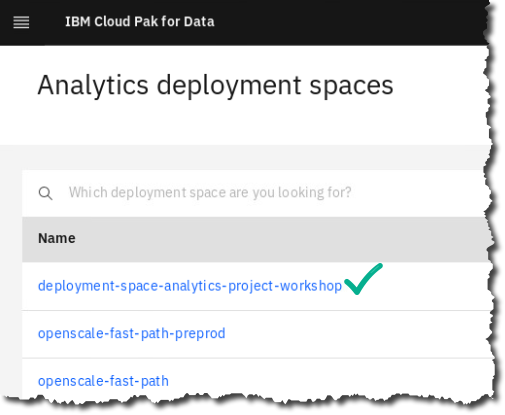 IBM Cloud Pak for Data
Analytics deployment spaces
Which deployment space are you looking for?
Name
deployment-space-analytics-project-workshop
openscale-fast-path-preprod
openscale-fast-path